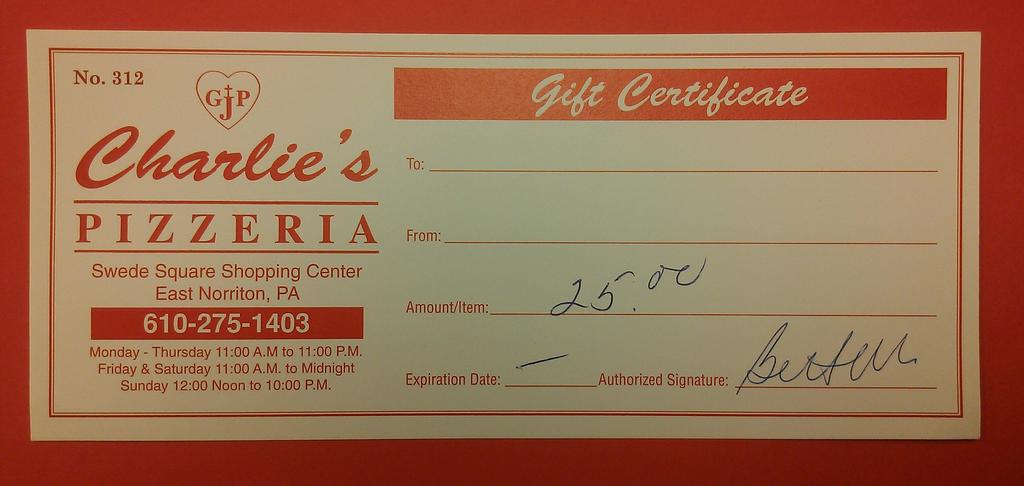 No. 312
GJP
Charlie's
PIZZERIA
Swede Square Shopping Center
East Norriton, PA
610-275-1403
Monday - Thursday 11:00 A.M to 11:00 P.M.
Friday & Saturday 11:00 A.M. to Midnight
Sunday 12:00 Noon to 10:00 P.M.
Gift Certificate
To:
From:
Amount/Item: 25.00
Expiration Date: — Authorized Signature: